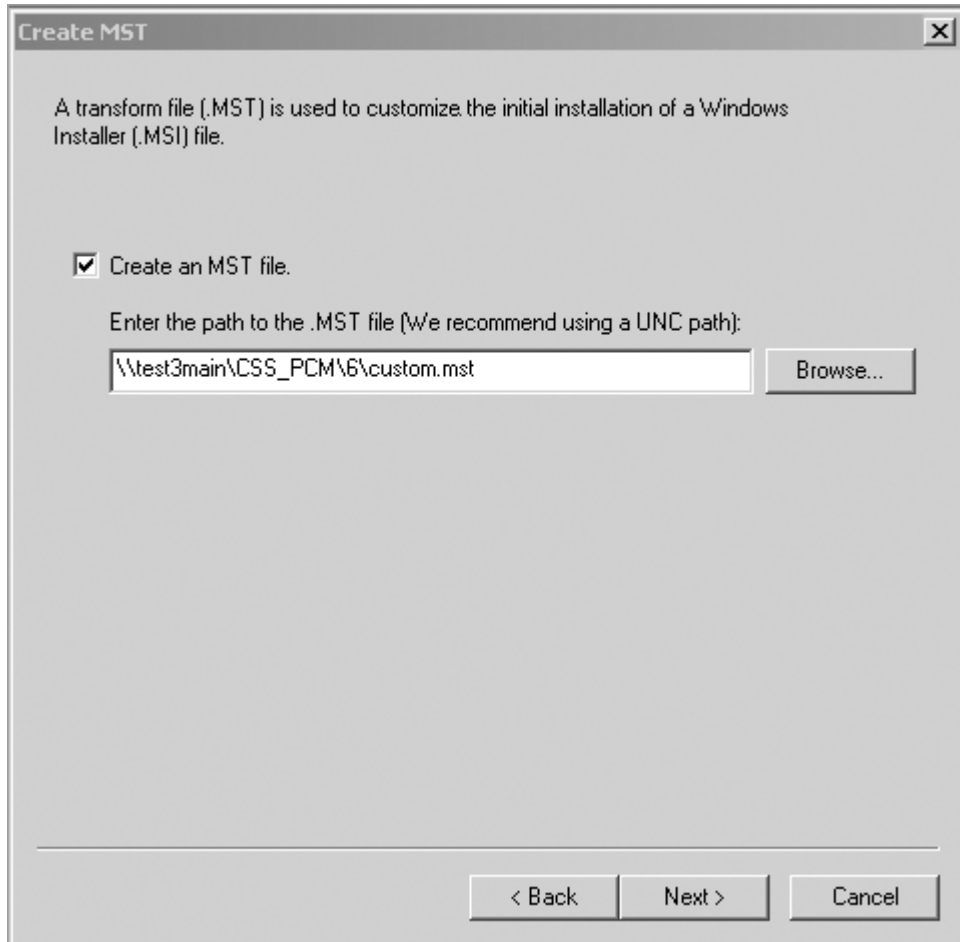 Create MST
A transform file (.MST) is used to customize the initial installation of a Windows
Installer (.MSI) file.
Create an MST file.
Enter the path to the .MST file (We recommend using a UNC path):
\\test3main\CSS_PCM\6\custom.mst
Browse...
< Back
Next >
Cancel